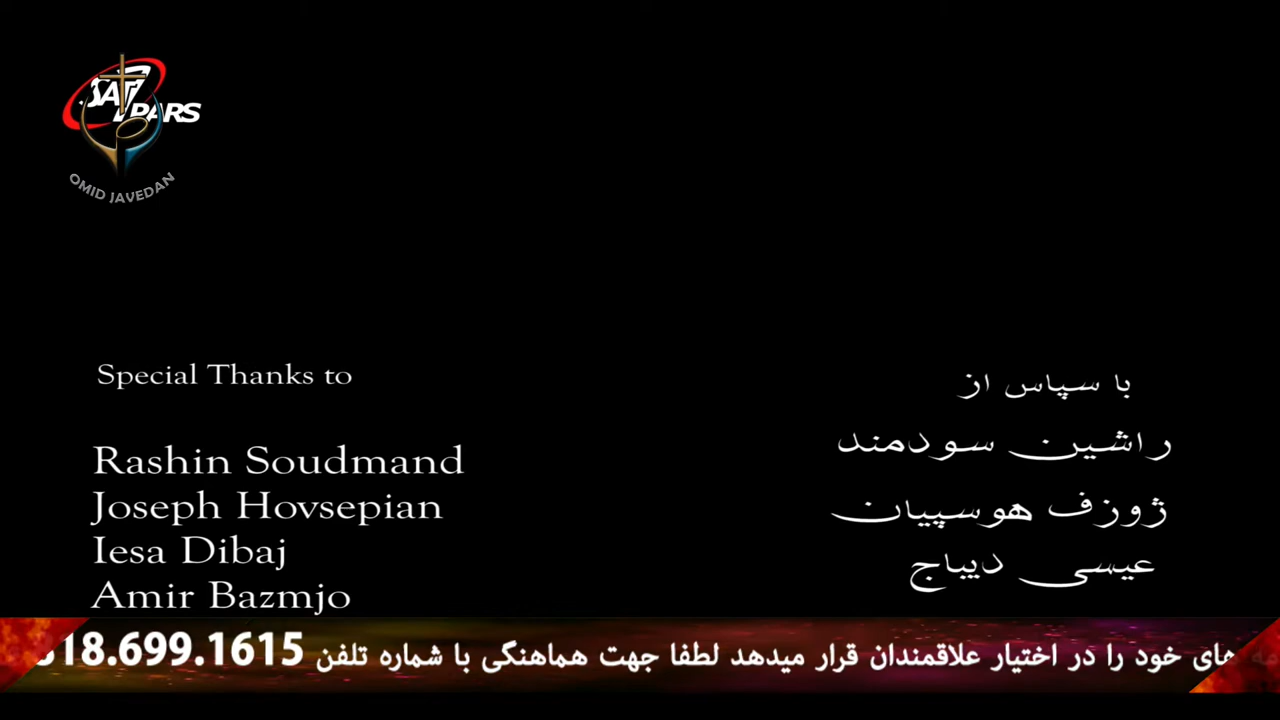 SAT7 PARS
OMID JAVEDAN
Special Thanks to
Rashin Soudmand
Joseph Hovsepian
Iesa Dibaj
Amir Bazmjo
با سپاس از
راشین سودمند
ژوزف هوسپیان
عیسی دیباج
های خود را در اختیار علاقمندان قرار میدهد لطفا جهت هماهنگی با شماره تلفن 18.699.1615